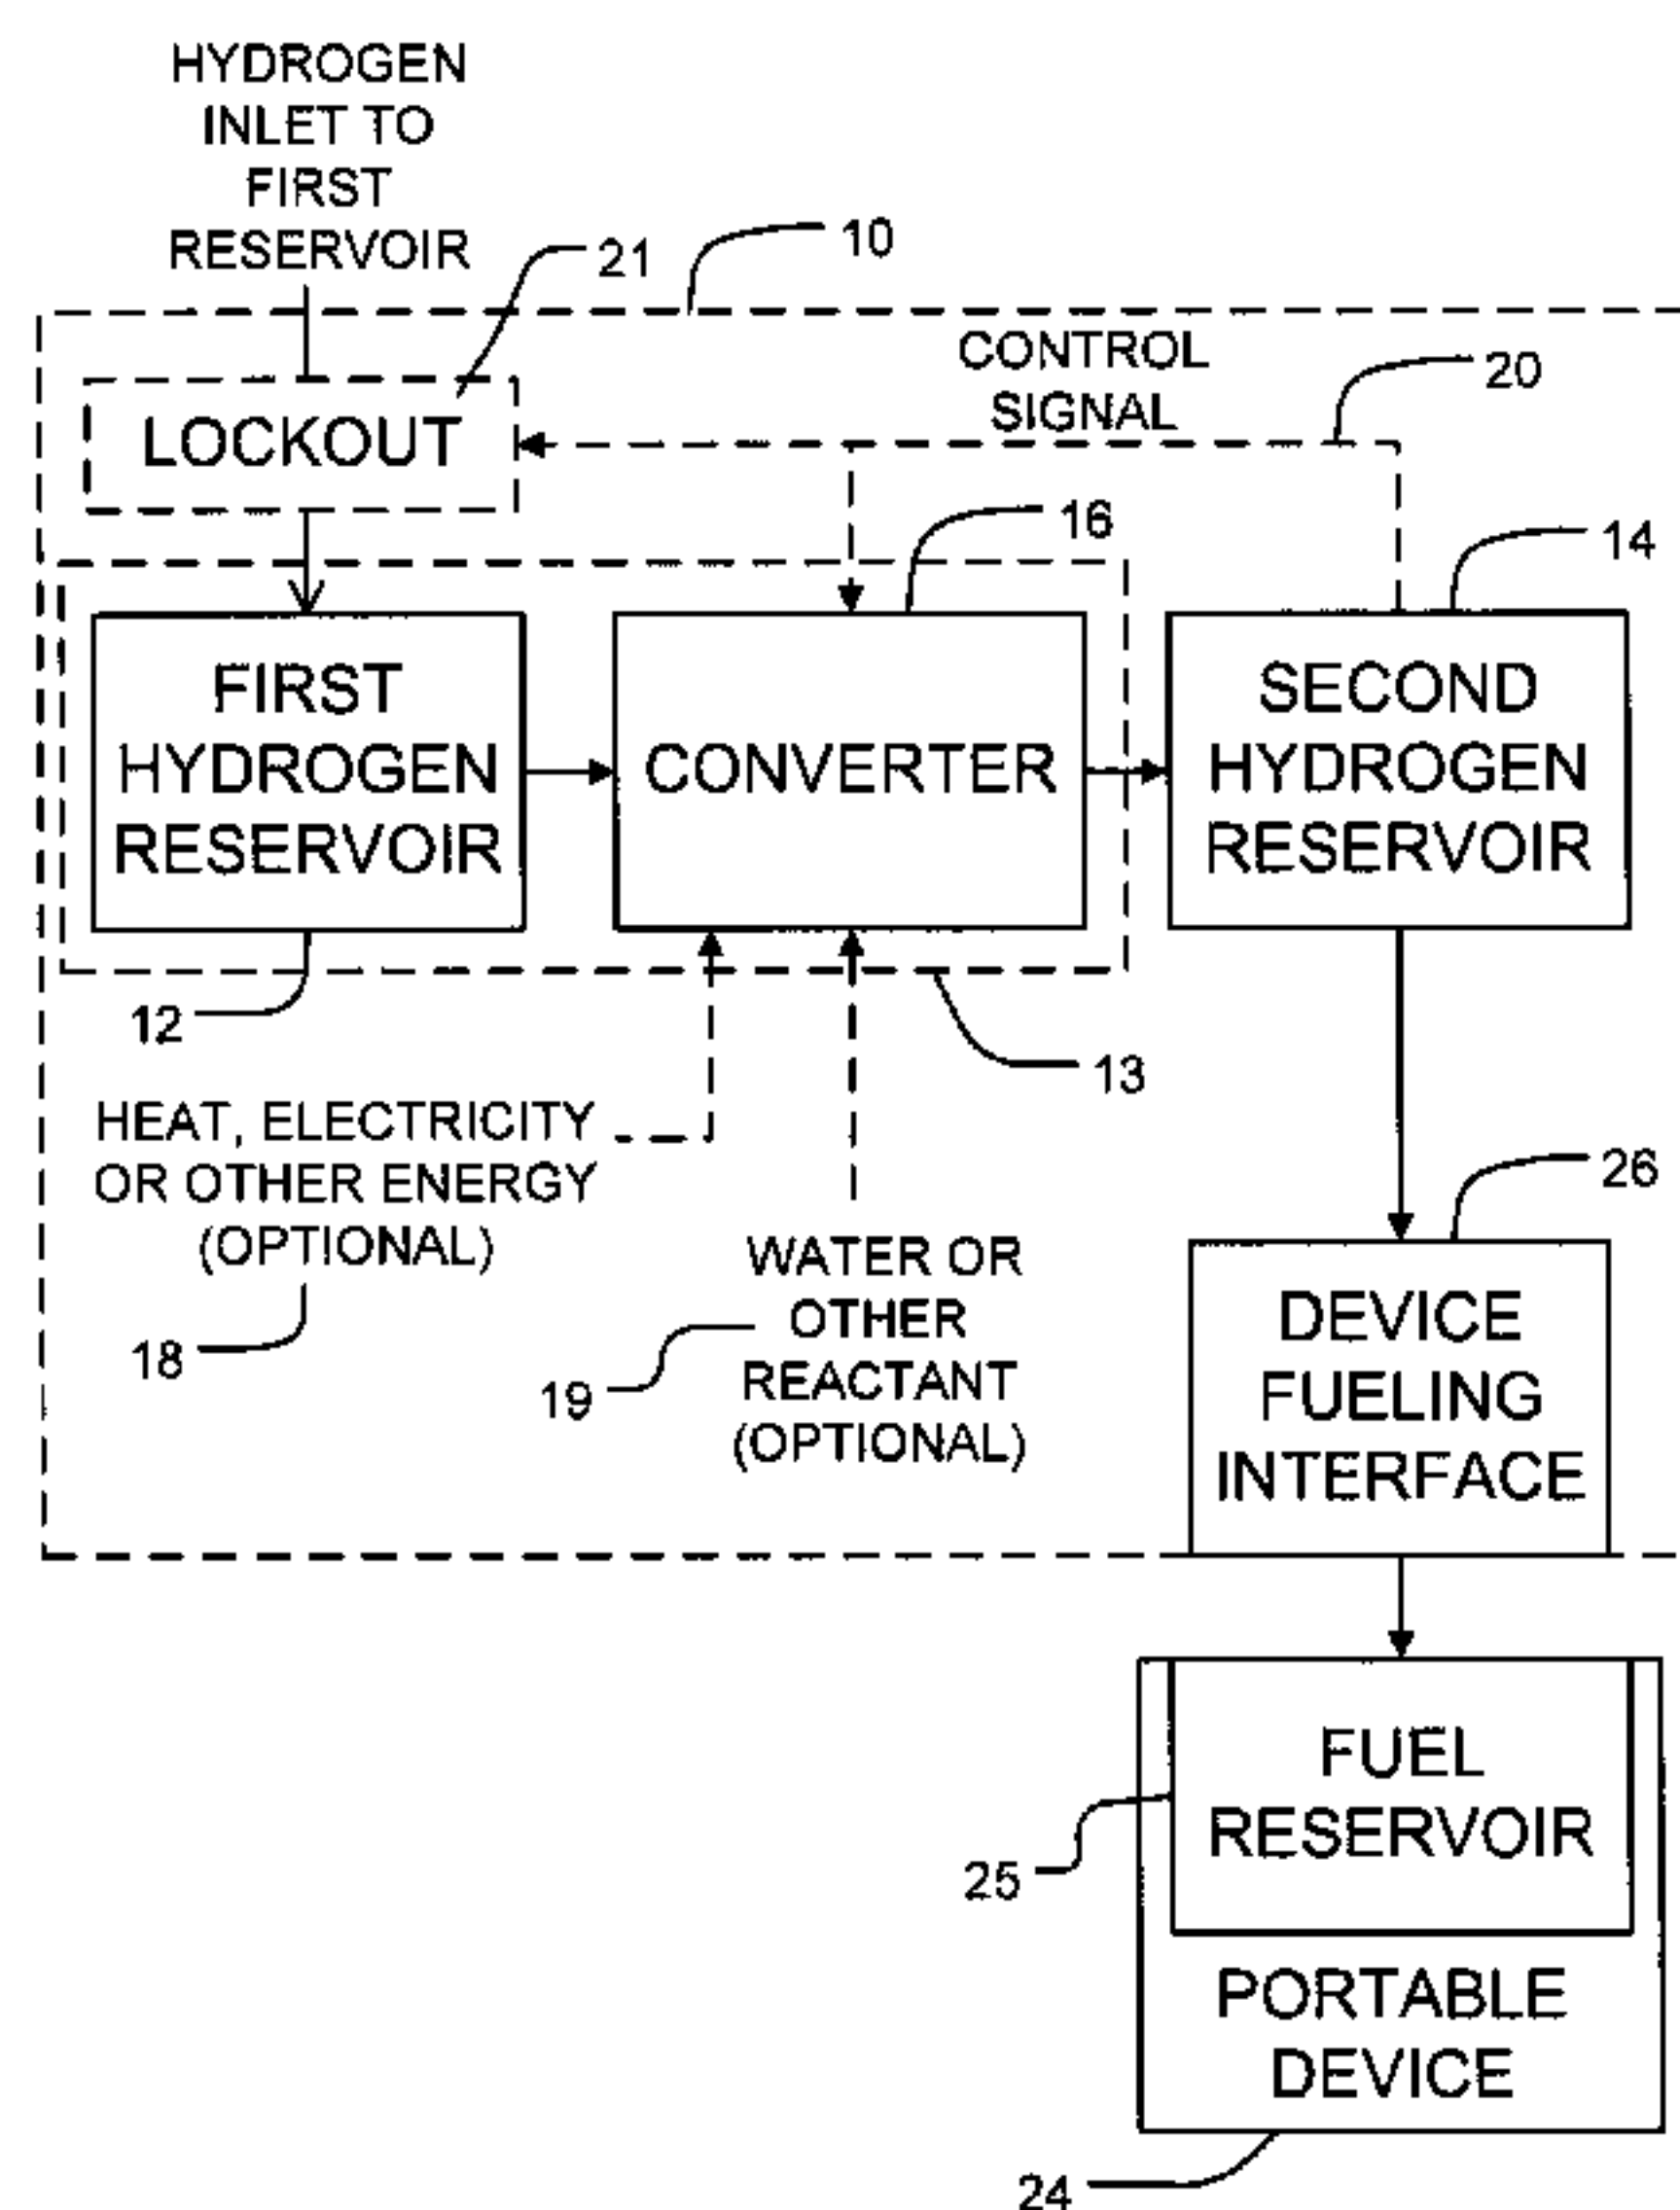 HYDROGEN
INLET TO
FIRST
RESERVOIR
10
21
CONTROL
SIGNAL
20
LOCKOUT
16
14
FIRST
HYDROGEN
RESERVOIR
CONVERTER
SECOND
HYDROGEN
RESERVOIR
12
13
HEAT, ELECTRICITY
OR OTHER ENERGY
(OPTIONAL)
18
WATER OR
OTHER
REACTANT
(OPTIONAL)
19
26
DEVICE
FUELING
INTERFACE
FUEL
RESERVOIR
25
PORTABLE
DEVICE
24